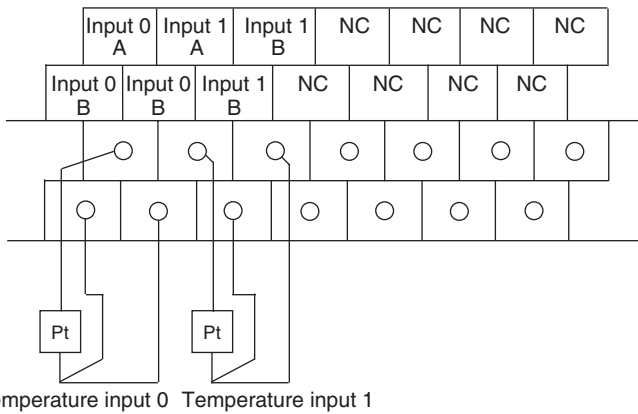 Input 0 A Input 1 A Input 1 B NC NC NC NC
Input 0 B Input 0 B Input 1 B NC NC NC NC
Pt Pt
emperature input 0 Temperature input 1